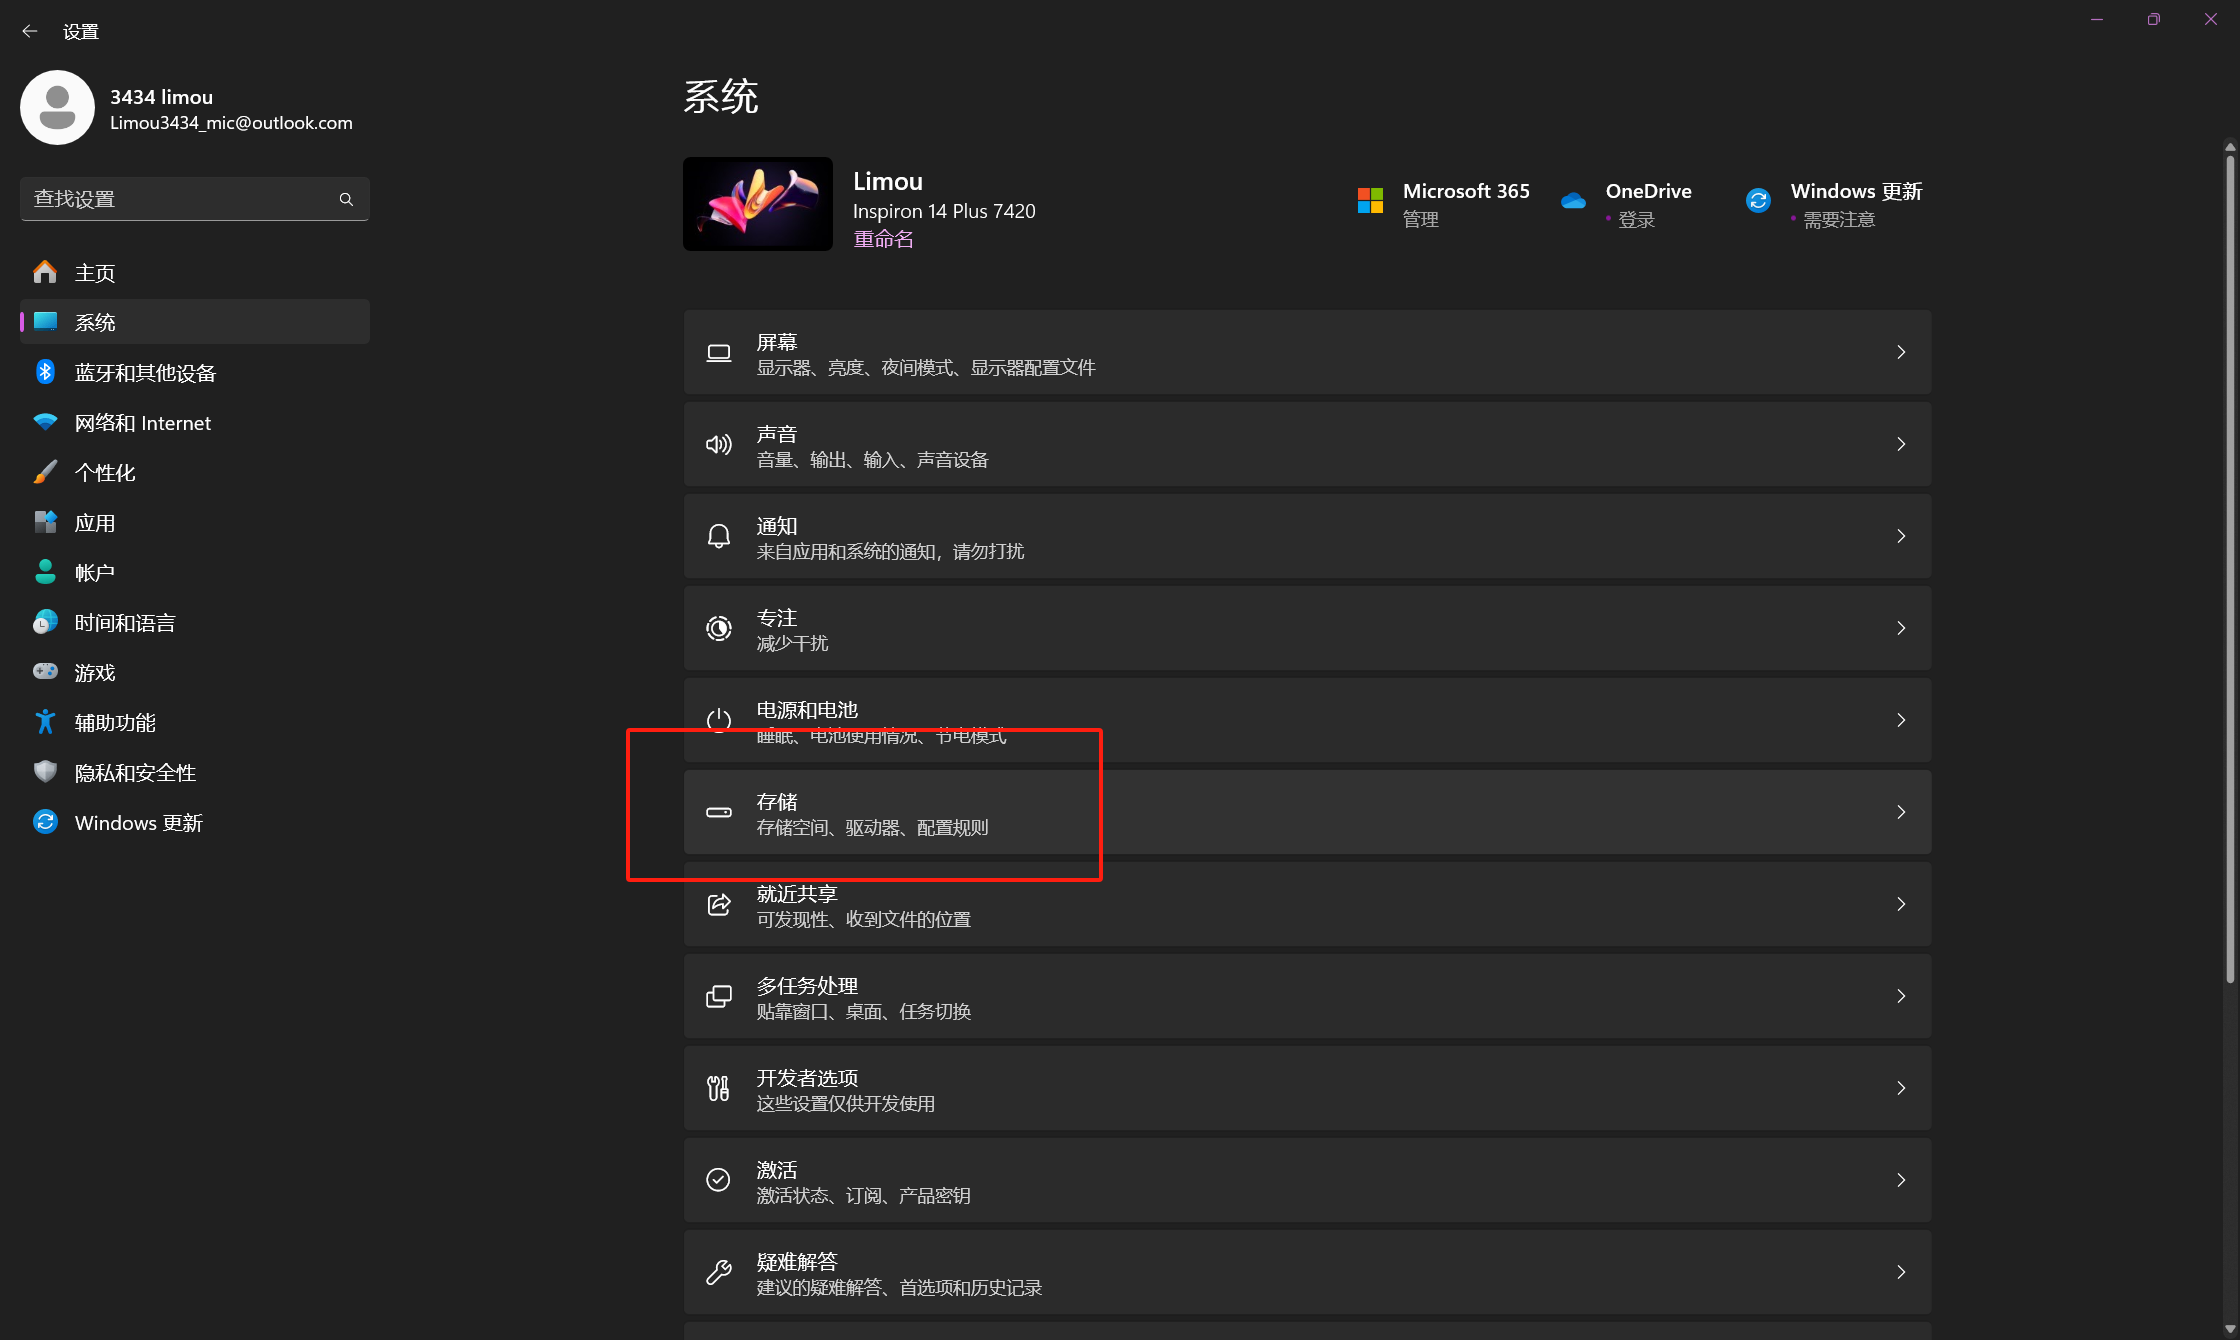 设置
3434 limou
Limou3434_mic@outlook.com
查找设置
主页
系统
蓝牙和其他设备
网络和 Internet
个性化
应用
帐户
时间和语言
游戏
辅助功能
隐私和安全性
Windows 更新
系统
Limou
Inspiron 14 Plus 7420
重命名
Microsoft 365
管理
OneDrive
• 登录
Windows 更新
• 需要注意
屏幕
显示器、亮度、夜间模式、显示器配置文件
声音
音量、输出、输入、声音设备
通知
来自应用和系统的通知，请勿打扰
专注
减少干扰
电源和电池
睡眠、电池使用情况、节电模式
存储
存储空间、驱动器、配置规则
就近共享
可发现性、收到文件的位置
多任务处理
贴靠窗口、桌面、任务切换
开发者选项
这些设置仅供开发使用
激活
激活状态、订阅、产品密钥
疑难解答
建议的疑难解答、首选项和历史记录